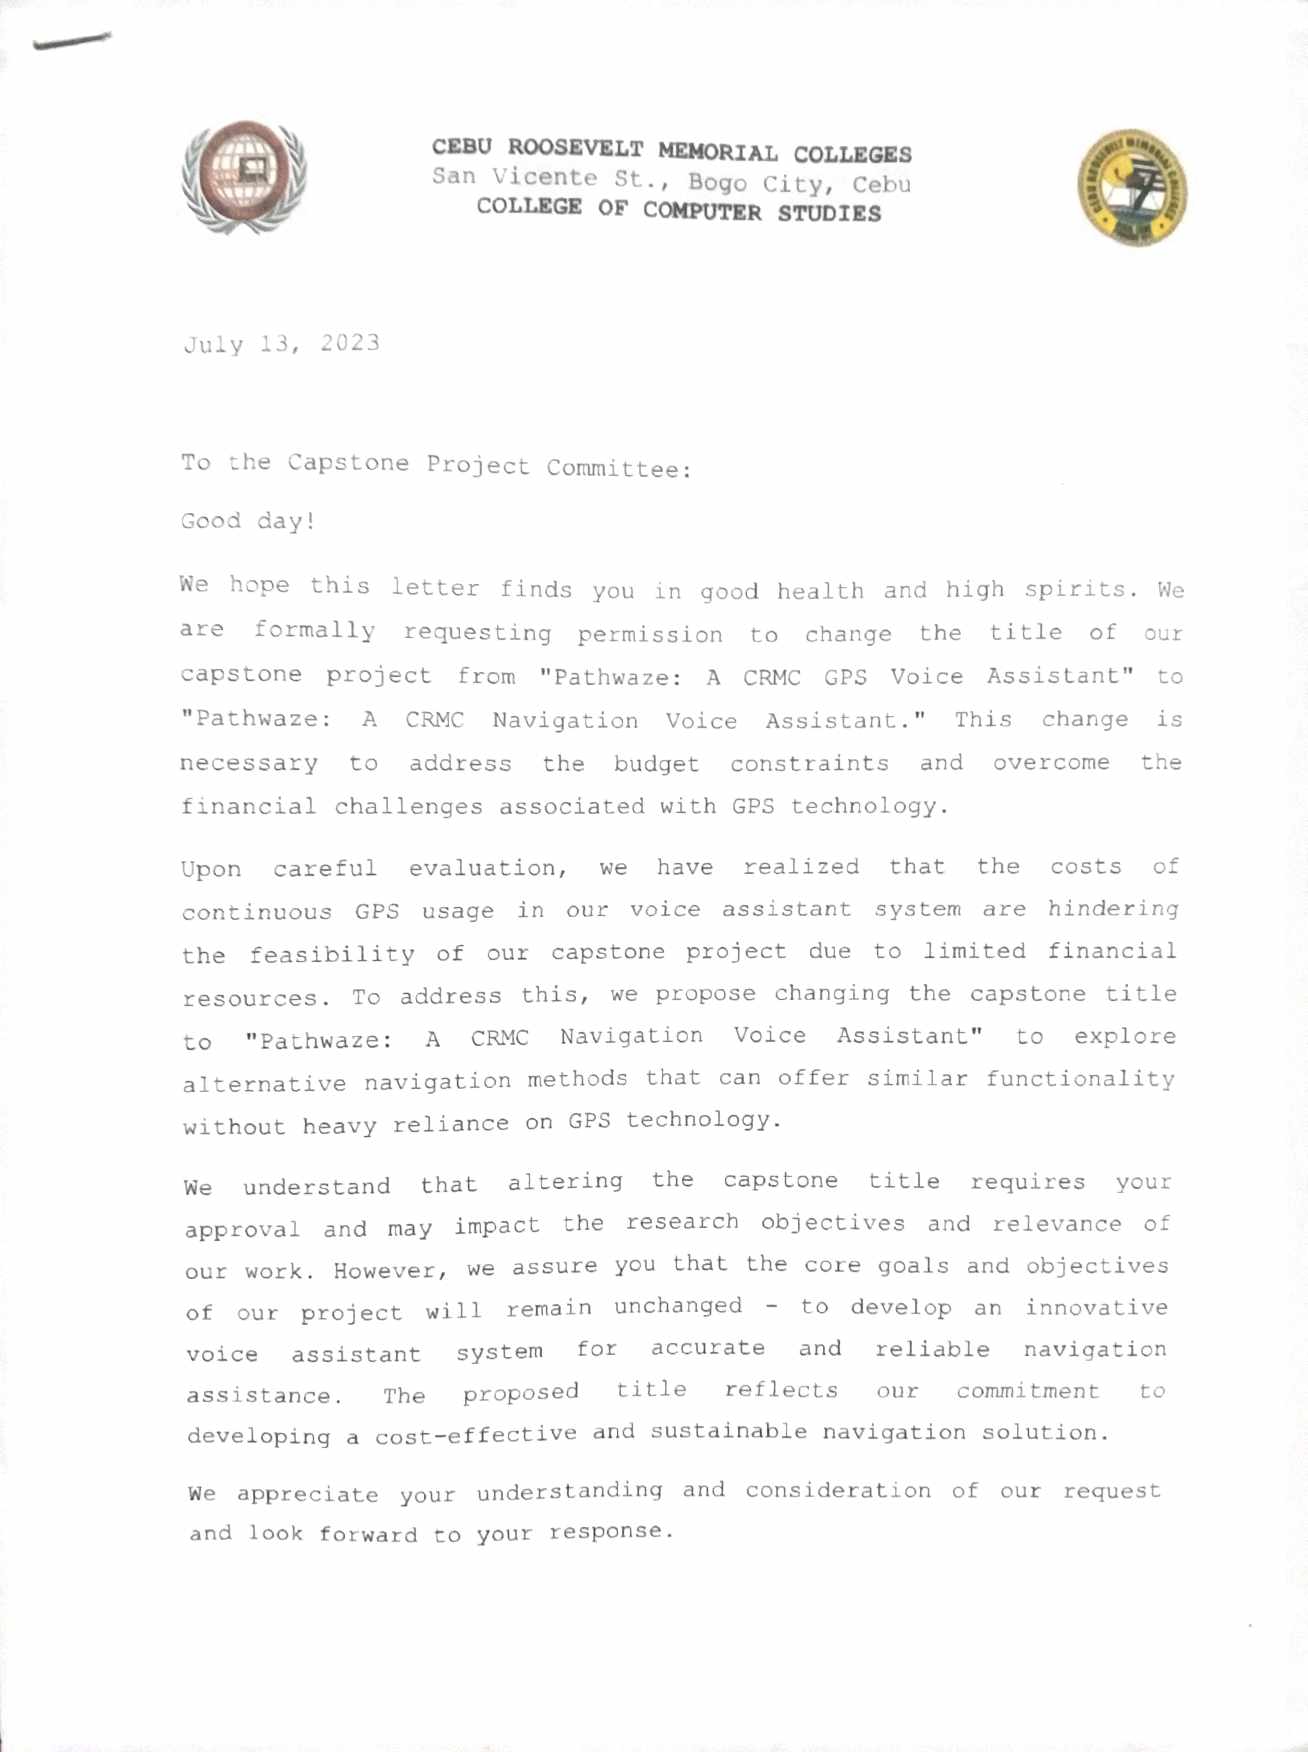 CEBU ROOSEVELT MEMORIAL COLLEGES
San Vicente St., Bogo City, Cebu
COLLEGE OF COMPUTER STUDIES
July 13, 2023
To the Capstone Project Committee:
Good day!
We hope this letter finds you in good health and high spirits. We
are formally requesting permission to change the title of our
capstone project from "Pathwaze: A CRMC GPS Voice Assistant" to
"Pathwaze: A CRMC Navigation Voice Assistant." This change is
necessary to address the budget constraints and overcome the
financial challenges associated with GPS technology.
Upon careful evaluation, we have realized that the costs of
continuous GPS usage in our voice assistant system are hindering
the feasibility of our capstone project due to limited financial
resources. To address this, we propose changing the capstone title
to "Pathwaze: A CRMC Navigation Voice Assistant" to explore
alternative navigation methods that can offer similar functionality
without heavy reliance on GPS technology.
We understand that altering the capstone title requires your
approval and may impact the research objectives and relevance of
our work. However, we assure you that the core goals and objectives
of our project will remain unchanged - to develop an innovative
voice assistant system for accurate and reliable navigation
assistance. The proposed title reflects our commitment to
developing a cost-effective and sustainable navigation solution.
We appreciate your understanding and consideration of our request
and look forward to your response.